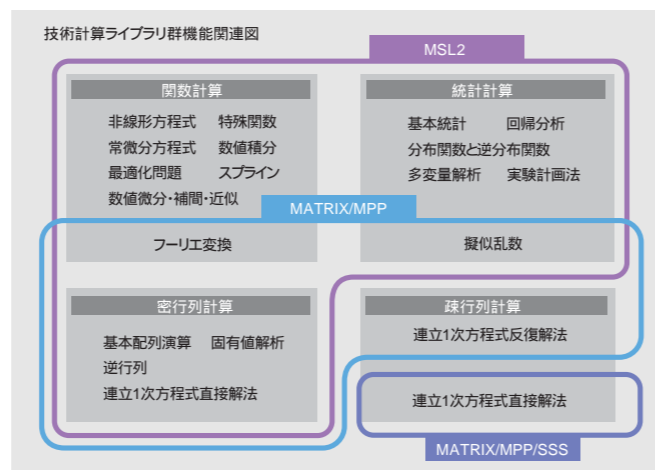 技術計算ライブラリ群機能関連図
MSL2
関数計算
非線形方程式 特殊関数
常微分方程式 数値積分
最適化問題 スプライン
数値微分・補間・近似
フーリエ変換
統計計算
基本統計 回帰分析
分布関数と逆分布関数
多変量解析 実験計画法
擬似乱数
MATRIX/MPP
密行列計算
基本配列演算 固有値解析
逆行列
連立1次方程式直接解法
疎行列計算
連立1次方程式反復解法
連立1次方程式直接解法
MATRIX/MPP/SSS